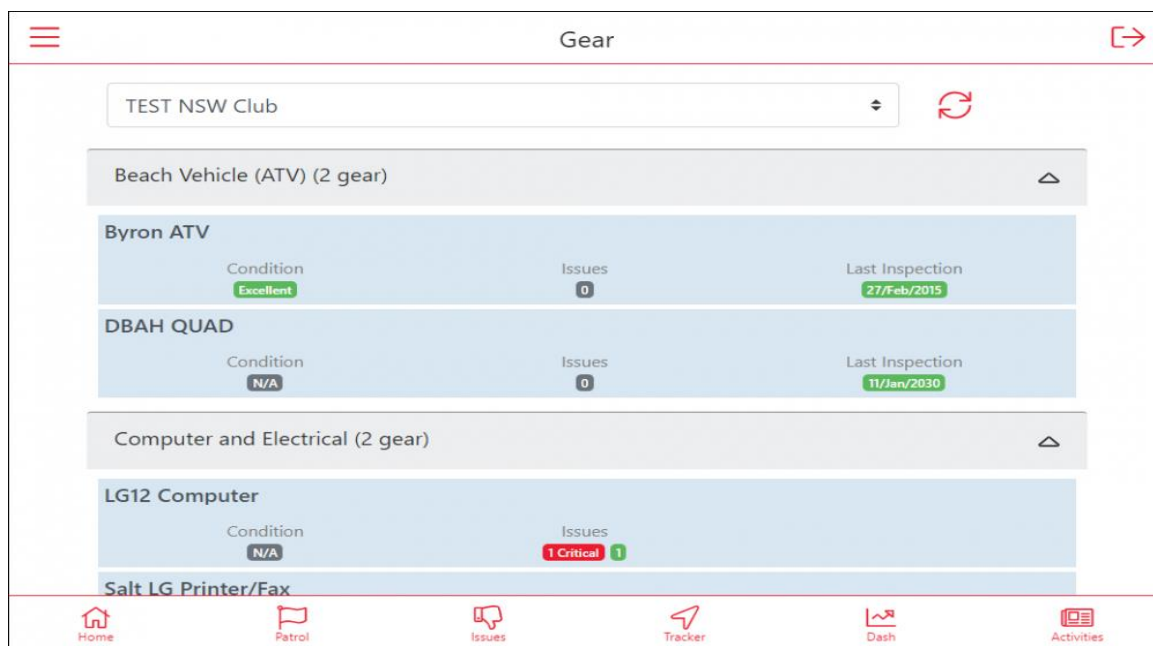 Gear
TEST NSW Club
Beach Vehicle (ATV) (2 gear)
Byron ATV
Condition Issues Last Inspection
Excellent 0 27/Feb/2015
DBAH QUAD
Condition Issues Last Inspection
N/A 0 11/Jan/2030
Computer and Electrical (2 gear)
LG12 Computer
Condition Issues
N/A 1 Critical 1
Salt LG Printer/Fax
Home Patrol Issues Tracker Dash Activities